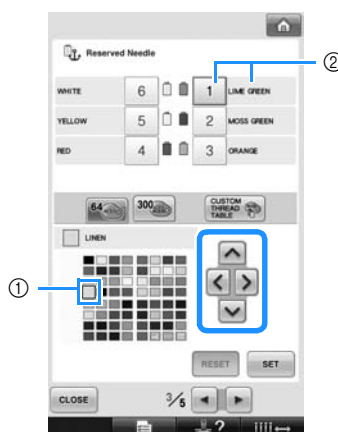 Reserved Needle
②
WHITE 6 1 LIME GREEN
YELLOW 5 2 MOSS GREEN
RED 4 3 ORANGE
64 300 CUSTOM THREAD TABLE
LINEN
①
RESET SET
CLOSE 3/5
?